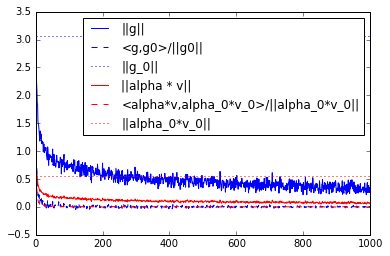 3.5
3.0
2.5
2.0
1.5
1.0
0.5
0.0
−0.5
0 200 400 600 800 1000
||g||
<g,g0>/||g0||
||g_0||
||alpha * v||
<alpha*v,alpha_0*v_0>/||alpha_0*v_0||
||alpha_0*v_0||